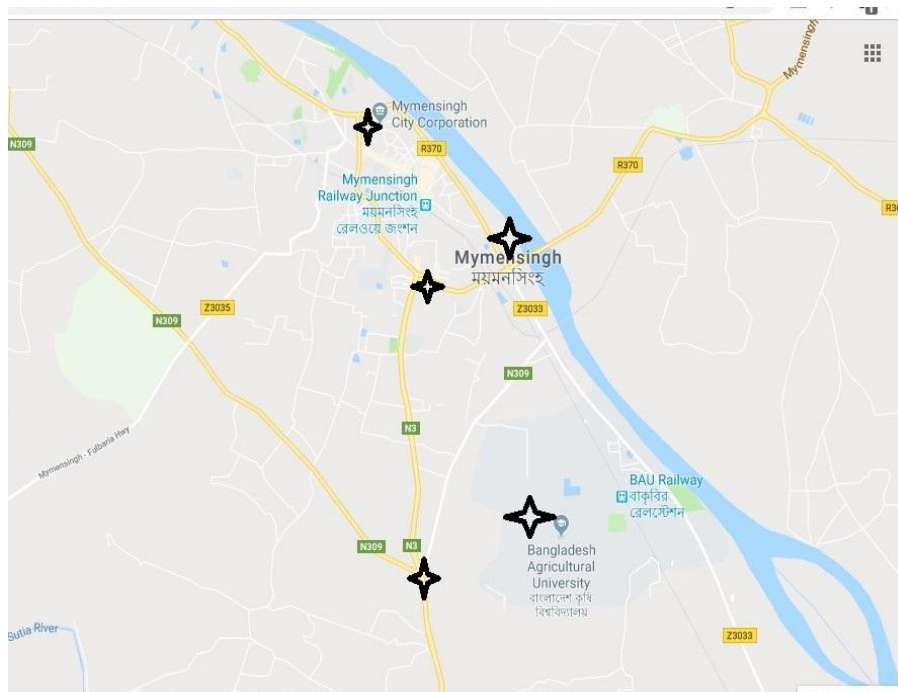 Mymensingh
N309
Mymensingh
City Corporation
R370
R370
Mymensingh
Railway Junction
ময়মনসিংহ
রেলওয়ে জংশন
Mymensingh
ময়মনসিংহ
Z3035
N309
Z3033
N309
N3
Mymensingh - Fulbaria Hwy
BAU Railway
বাকৃবির
রেলস্টেশন
N309
N3
Bangladesh
Agricultural
University
বাংলাদেশ কৃষি
বিশ্ববিদ্যালয়
Sutia River
Z3033